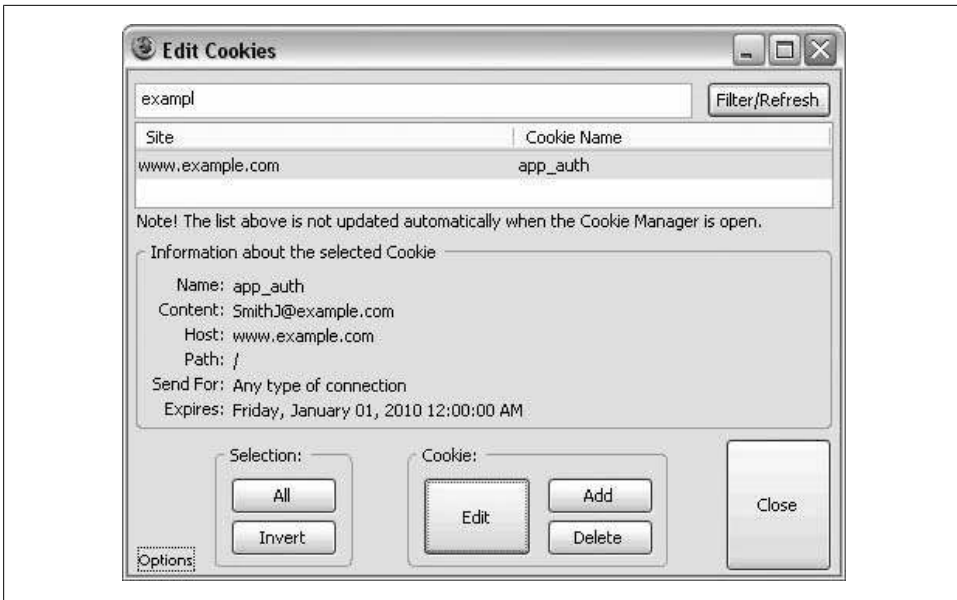 Edit Cookies
exampl
Filter/Refresh
Site Cookie Name
www.example.com app_auth
Note! The list above is not updated automatically when the Cookie Manager is open.
Information about the selected Cookie
Name: app_auth
Content: SmithJ@example.com
Host: www.example.com
Path: /
Send For: Any type of connection
Expires: Friday, January 01, 2010 12:00:00 AM
Selection:
All
Invert
Cookie:
Edit
Add
Delete
Close
Options